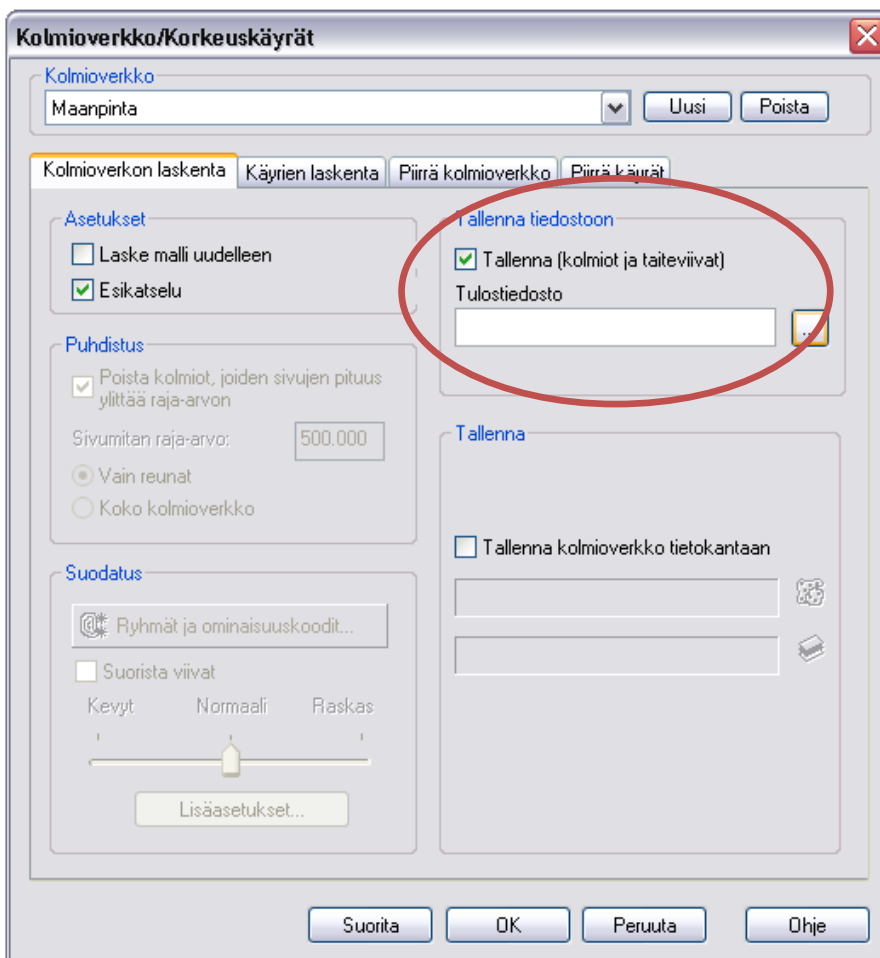 Kolmioverkko/Korkeuskäyrät
Kolmioverkko
Maanpinta
Uusi
Poista
Kolmioverkon laskenta
Käyrien laskenta
Piirrä kolmioverkko
Piirrä käyrät
Asetukset
Laske malli uudelleen
Esikatselu
Puhdistus
Poista kolmiot, joiden sivujen pituus
ylittää raja-arvon
Sivumitan raja-arvo:
500.000
Vain reunat
Koko kolmioverkko
Suodatus
Ryhmät ja ominaisuuskoodit...
Suorista viivat
Kevyt
Normaali
Raskas
Lisäasetukset...
Tallenna tiedostoon
Tallenna (kolmiot ja taiteviivat)
Tulostiedosto
...
Tallenna
Tallenna kolmioverkko tietokantaan
Suorita
OK
Peruuta
Ohje